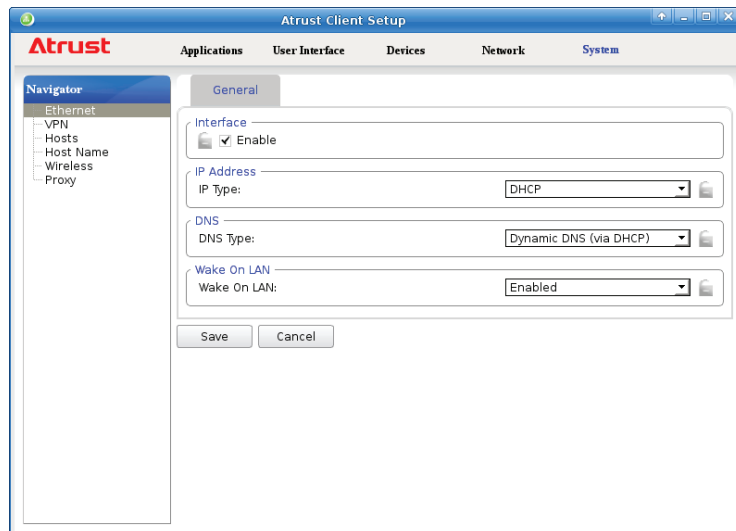 Atrust Client Setup
Atrust
Applications User Interface Devices Network System
Navigator
Ethernet
VPN
Hosts
Host Name
Wireless
Proxy
General
Interface
Enable
IP Address
IP Type: DHCP
DNS
DNS Type: Dynamic DNS (via DHCP)
Wake On LAN
Wake On LAN: Enabled
Save Cancel